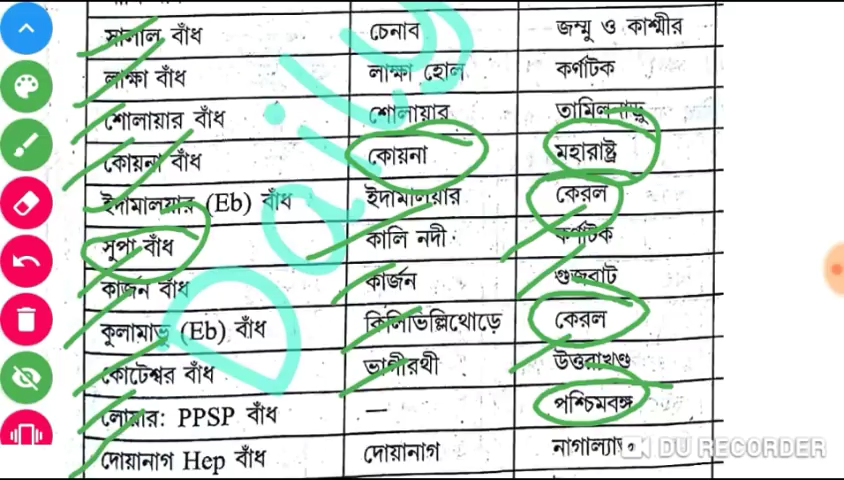 সালাল বাঁধ চেনাব জম্মু ও কাশ্মীর
লাক্ষা বাঁধ লাক্ষা হোল কর্ণাটক
শোলায়ার বাঁধ শোলায়ার তামিলনাড়ু
কোয়না বাঁধ কোয়না মহারাষ্ট্র
ইদামালয়ার (Eb) বাঁধ ইদামালয়ার কেরল
সুপা বাঁধ কালি নদী কর্ণাটক
কার্জন বাঁধ কার্জন গুজরাট
কুলামাভু (Eb) বাঁধ কিলিভিল্লিথোড়ে কেরল
কোটেশ্বর বাঁধ ভাগীরথী উত্তরাখণ্ড
লোয়ার: PPSP বাঁধ — পশ্চিমবঙ্গ
দোয়ানাগ Hep বাঁধ দোয়ানাগ নাগাল্যান্ড
Daily
DU RECORDER